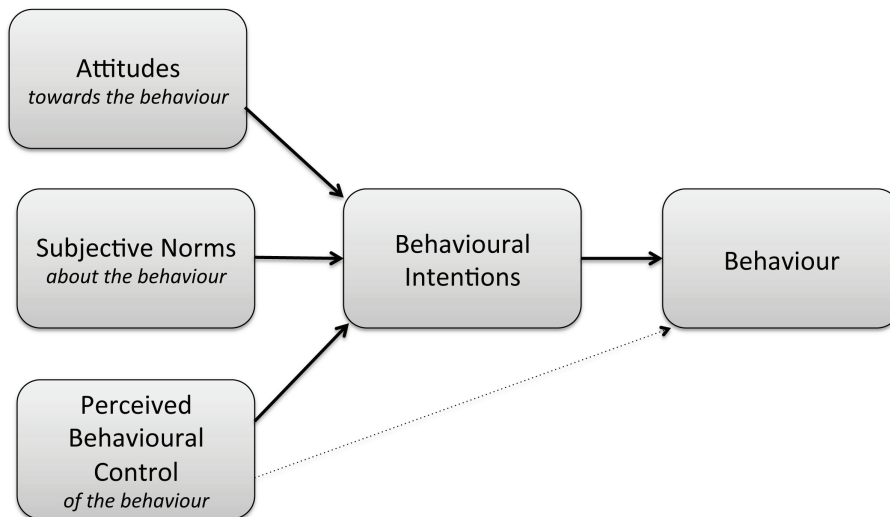 Attitudes
towards the behaviour
Subjective Norms
about the behaviour
Perceived
Behavioural
Control
of the behaviour
Behavioural
Intentions
Behaviour